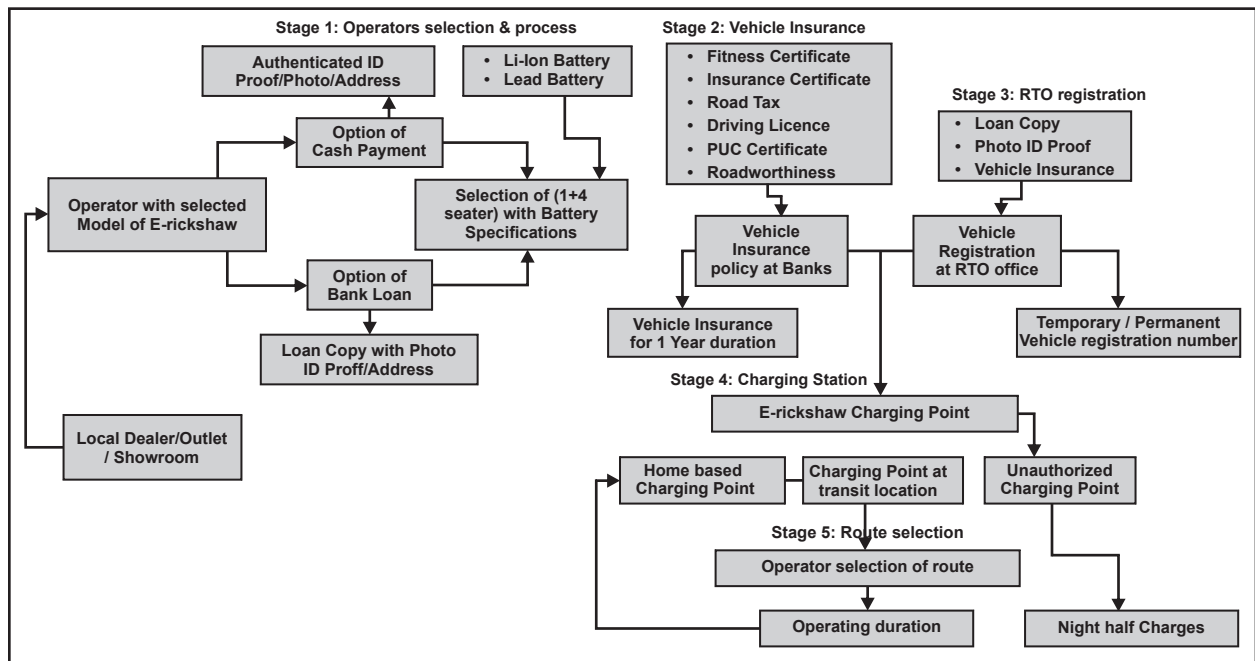 Stage 1: Operators selection & process
Authenticated ID
Proof/Photo/Address
• Li-Ion Battery
• Lead Battery
Option of
Cash Payment
Operator with selected
Model of E-rickshaw
Selection of (1+4
seater) with Battery
Specifications
Option of
Bank Loan
Loan Copy with Photo
ID Proff/Address
Local Dealer/Outlet
/ Showroom
Stage 2: Vehicle Insurance
• Fitness Certificate
• Insurance Certificate
• Road Tax
• Driving Licence
• PUC Certificate
• Roadworthiness
Vehicle
Insurance
policy at Banks
Vehicle Insurance
for 1 Year duration
Stage 3: RTO registration
• Loan Copy
• Photo ID Proof
• Vehicle Insurance
Vehicle
Registration
at RTO office
Temporary / Permanent
Vehicle registration number
Stage 4: Charging Station
E-rickshaw Charging Point
Home based
Charging Point
Charging Point at
transit location
Unauthorized
Charging Point
Stage 5: Route selection
Operator selection of route
Operating duration
Night half Charges